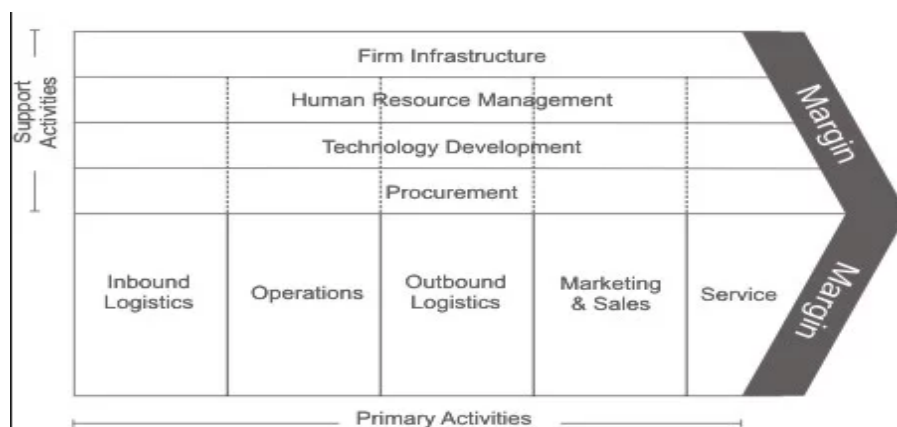 Support
Activities
Firm Infrastructure
Human Resource Management
Technology Development
Procurement
Inbound
Logistics
Operations
Outbound
Logistics
Marketing
& Sales
Service
Margin
Margin
Primary Activities